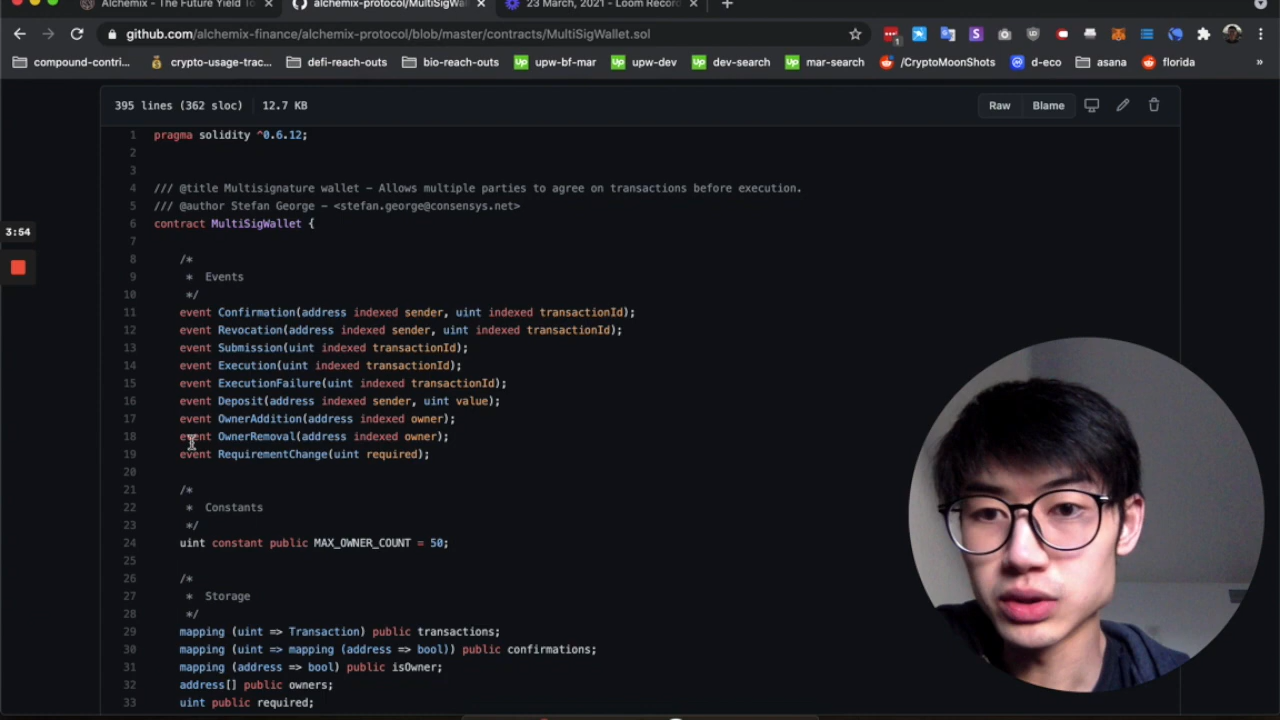 Alchemix - The Future Yield To
alchemix-protocol/MultiSigWal
23 March, 2021 - Loom Record
github.com/alchemix-finance/alchemix-protocol/blob/master/contracts/MultiSigWallet.sol
compound-contri... crypto-usage-trac... defi-reach-outs bio-reach-outs Up upw-bf-mar Up upw-dev Up dev-search Up mar-search /CryptoMoonShots d-eco asana florida »
395 lines (362 sloc) 12.7 KB Raw Blame
1 pragma solidity ^0.6.12;
2
3
4 /// @title Multisignature wallet - Allows multiple parties to agree on transactions before execution.
5 /// @author Stefan George - <stefan.george@consensys.net>
6 contract MultiSigWallet {
7
3:54
8 /*
9 * Events
10 */
11 event Confirmation(address indexed sender, uint indexed transactionId);
12 event Revocation(address indexed sender, uint indexed transactionId);
13 event Submission(uint indexed transactionId);
14 event Execution(uint indexed transactionId);
15 event ExecutionFailure(uint indexed transactionId);
16 event Deposit(address indexed sender, uint value);
17 event OwnerAddition(address indexed owner);
18 event OwnerRemoval(address indexed owner);
19 event RequirementChange(uint required);
20
21 /*
22 * Constants
23 */
24 uint constant public MAX_OWNER_COUNT = 50;
25
26 /*
27 * Storage
28 */
29 mapping (uint => Transaction) public transactions;
30 mapping (uint => mapping (address => bool)) public confirmations;
31 mapping (address => bool) public isOwner;
32 address[] public owners;
33 uint public required;